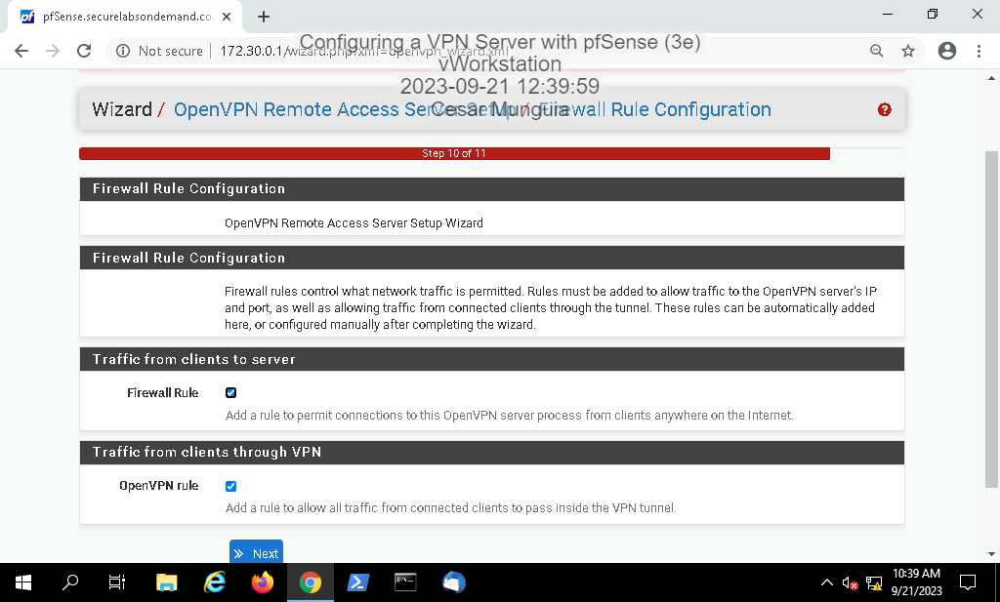 pfSense.securelabsondemand.co
Not secure
172.30.0.1/wizard.php?xml=openvpn_wizard.xml
Configuring a VPN Server with pfSense (3e)
vWorkstation
2023-09-21 12:39:59
Cesar Munguia
Wizard / OpenVPN Remote Access Server Setup / Firewall Rule Configuration
Step 10 of 11
Firewall Rule Configuration
OpenVPN Remote Access Server Setup Wizard
Firewall Rule Configuration
Firewall rules control what network traffic is permitted. Rules must be added to allow traffic to the OpenVPN server's IP
and port, as well as allowing traffic from connected clients through the tunnel. These rules can be automatically added
here, or configured manually after completing the wizard.
Traffic from clients to server
Firewall Rule
Add a rule to permit connections to this OpenVPN server process from clients anywhere on the Internet.
Traffic from clients through VPN
OpenVPN rule
Add a rule to allow all traffic from connected clients to pass inside the VPN tunnel.
» Next
10:39 AM
9/21/2023